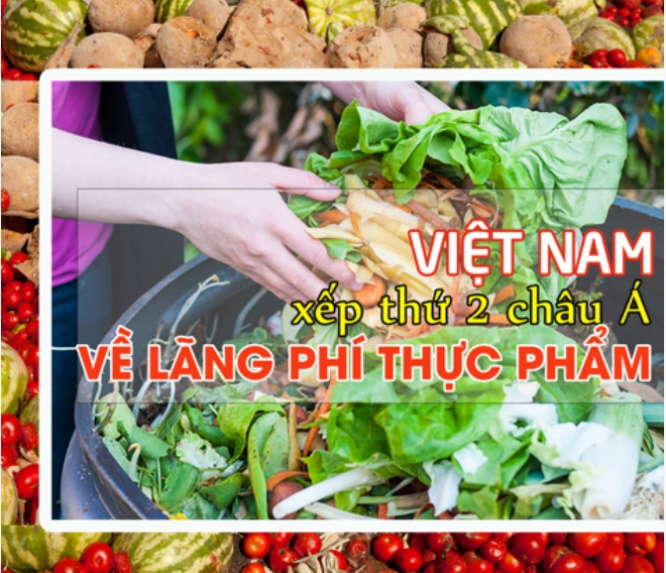 VIỆT NAM
xếp thứ 2 châu Á
VỀ LÃNG PHÍ THỰC PHẨM